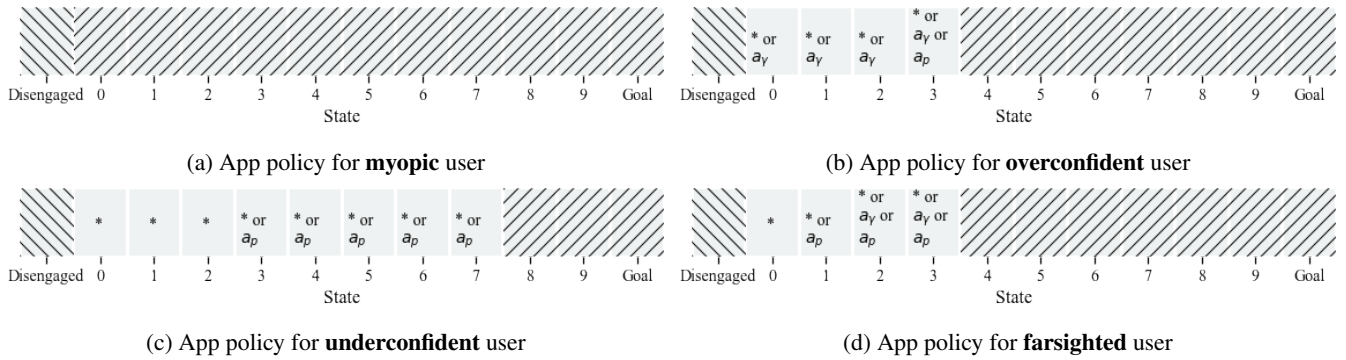 * or
aγ
* or
aγ
* or
aγ
* or
aγ or
ap
Disengaged 0 1 2 3 4 5 6 7 8 9 Goal
State
(a) App policy for myopic user
Disengaged 0 1 2 3 4 5 6 7 8 9 Goal
State
(b) App policy for overconfident user
*
*
*
* or
ap
* or
ap
* or
ap
* or
ap
* or
ap
Disengaged 0 1 2 3 4 5 6 7 8 9 Goal
State
(c) App policy for underconfident user
*
* or
ap
* or
aγ or
ap
* or
aγ or
ap
Disengaged 0 1 2 3 4 5 6 7 8 9 Goal
State
(d) App policy for farsighted user